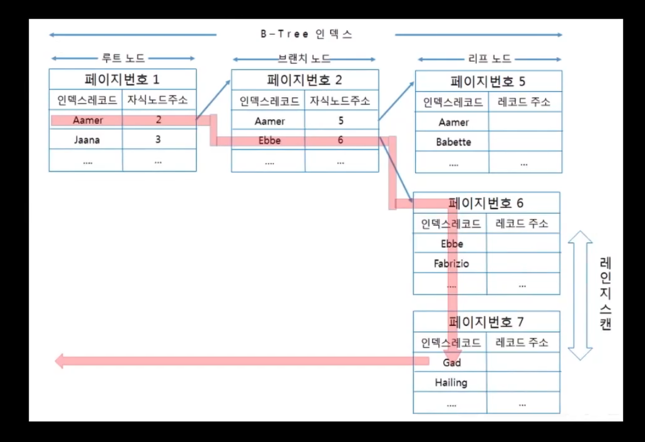 B-Tree 인덱스
루트 노드
브랜치 노드
리프 노드
페이지번호 1
인덱스레코드 자식노드주소
Aamer 2
Jaana 3
.... ...
페이지번호 2
인덱스레코드 자식노드주소
Aamer 5
Ebbe 6
.... ...
페이지번호 5
인덱스레코드 레코드 주소
Aamer
Babette
.... ...
페이지번호 6
인덱스레코드 레코드 주소
Ebbe
Fabrizio
.... ...
페이지번호 7
인덱스레코드 레코드 주소
Gad
Hailing
.... ...
레인지스캔